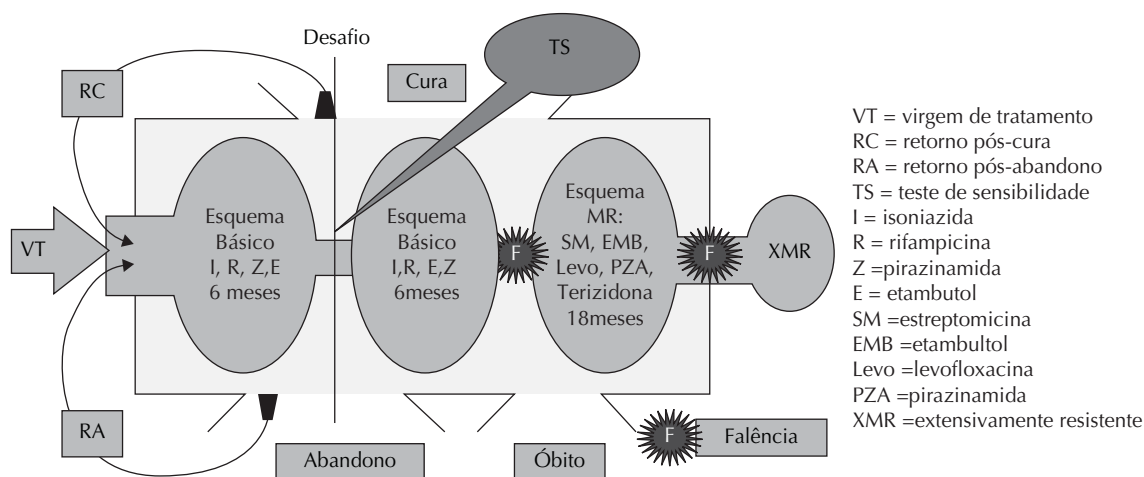 Desafio
TS
RC
Cura
VT
Esquema
Básico
I, R, Z,E
6 meses
Esquema
Básico
I,R, E,Z
6meses
F
Esquema
MR:
SM, EMB,
Levo, PZA,
Terizidona
18meses
F
XMR
RA
Abandono
Óbito
F
Falência
VT = virgem de tratamento
RC = retorno pós-cura
RA = retorno pós-abandono
TS = teste de sensibilidade
I = isoniazida
R = rifampicina
Z =pirazinamida
E = etambutol
SM =estreptomicina
EMB =etambultol
Levo =levofloxacina
PZA =pirazinamida
XMR =extensivamente resistente